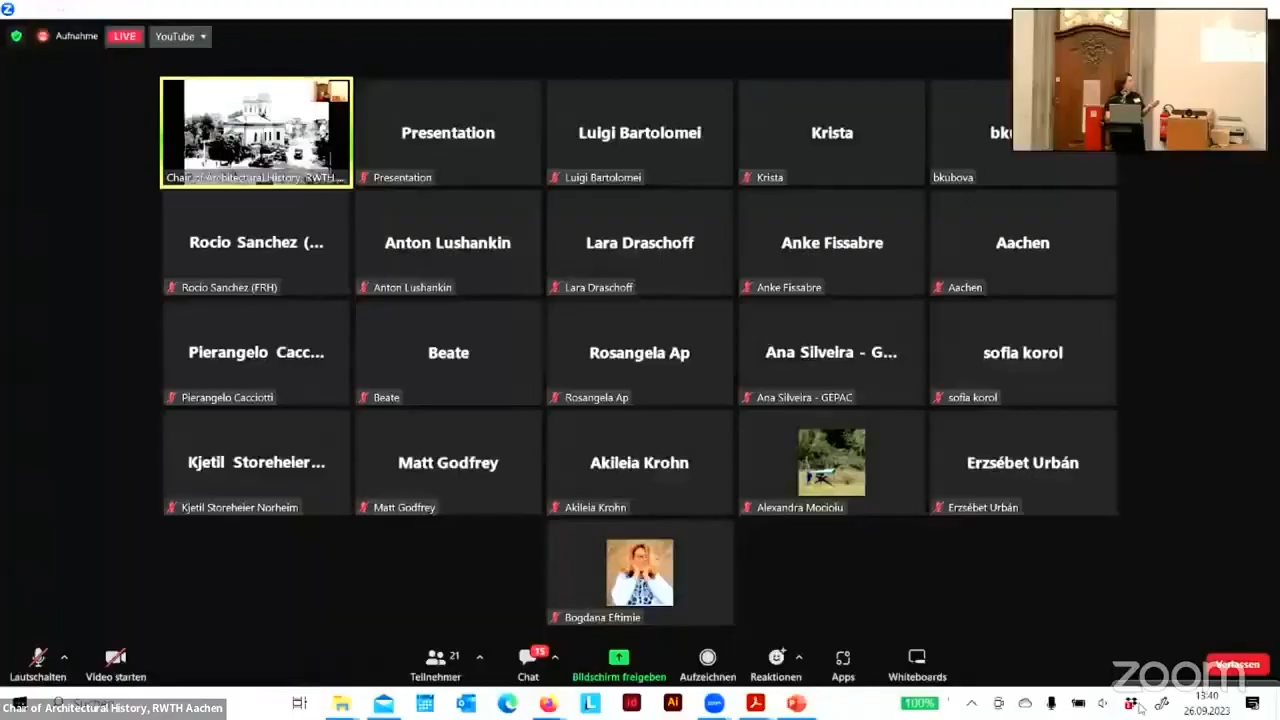 Aufnahme
LIVE
YouTube
Chair of Architectural History, RWTH ...
Presentation
Presentation
Luigi Bartolomei
Luigi Bartolomei
Krista
Krista
bku
bkubova
Rocio Sanchez (...
Rocio Sanchez (FRH)
Anton Lushankin
Anton Lushankin
Lara Draschoff
Lara Draschoff
Anke Fissabre
Anke Fissabre
Aachen
Aachen
Pierangelo Cacc...
Pierangelo Cacciotti
Beate
Beate
Rosangela Ap
Rosangela Ap
Ana Silveira - G...
Ana Silveira - GEPAC
sofia korol
sofia korol
Kjetil Storeheier...
Kjetil Storeheier Norheim
Matt Godfrey
Matt Godfrey
Akileia Krohn
Akileia Krohn
Alexandra Mocioiu
Erzsébet Urbán
Erzsébet Urbán
Bogdana Eftimie
Lautschalten
Video starten
21
Teilnehmer
15
Chat
Bildschirm freigeben
Aufzeichnen
Reaktionen
Apps
Whiteboards
Verlassen
zoom
Chair of Architectural History, RWTH Aachen
100%
13:40
26.09.2023